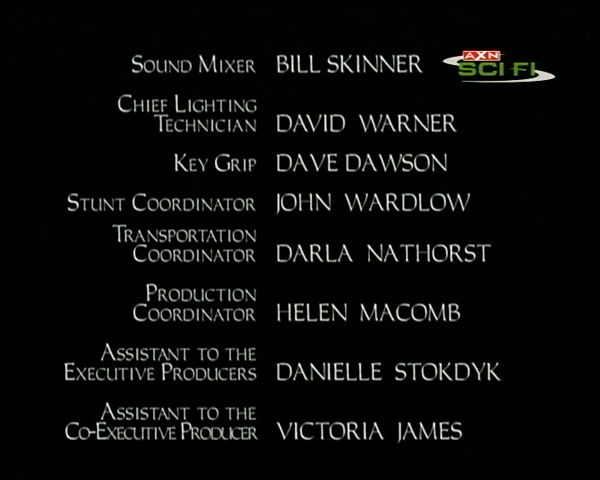 SOUND MIXER BILL SKINNER
AXN
SCI FI
CHIEF LIGHTING
TECHNICIAN DAVID WARNER
KEY GRIP DAVE DAWSON
STUNT COORDINATOR JOHN WARDLOW
TRANSPORTATION
COORDINATOR DARLA NATHORST
PRODUCTION
COORDINATOR HELEN MACOMB
ASSISTANT TO THE
EXECUTIVE PRODUCERS DANIELLE STOKDYK
ASSISTANT TO THE
CO-EXECUTIVE PRODUCER VICTORIA JAMES